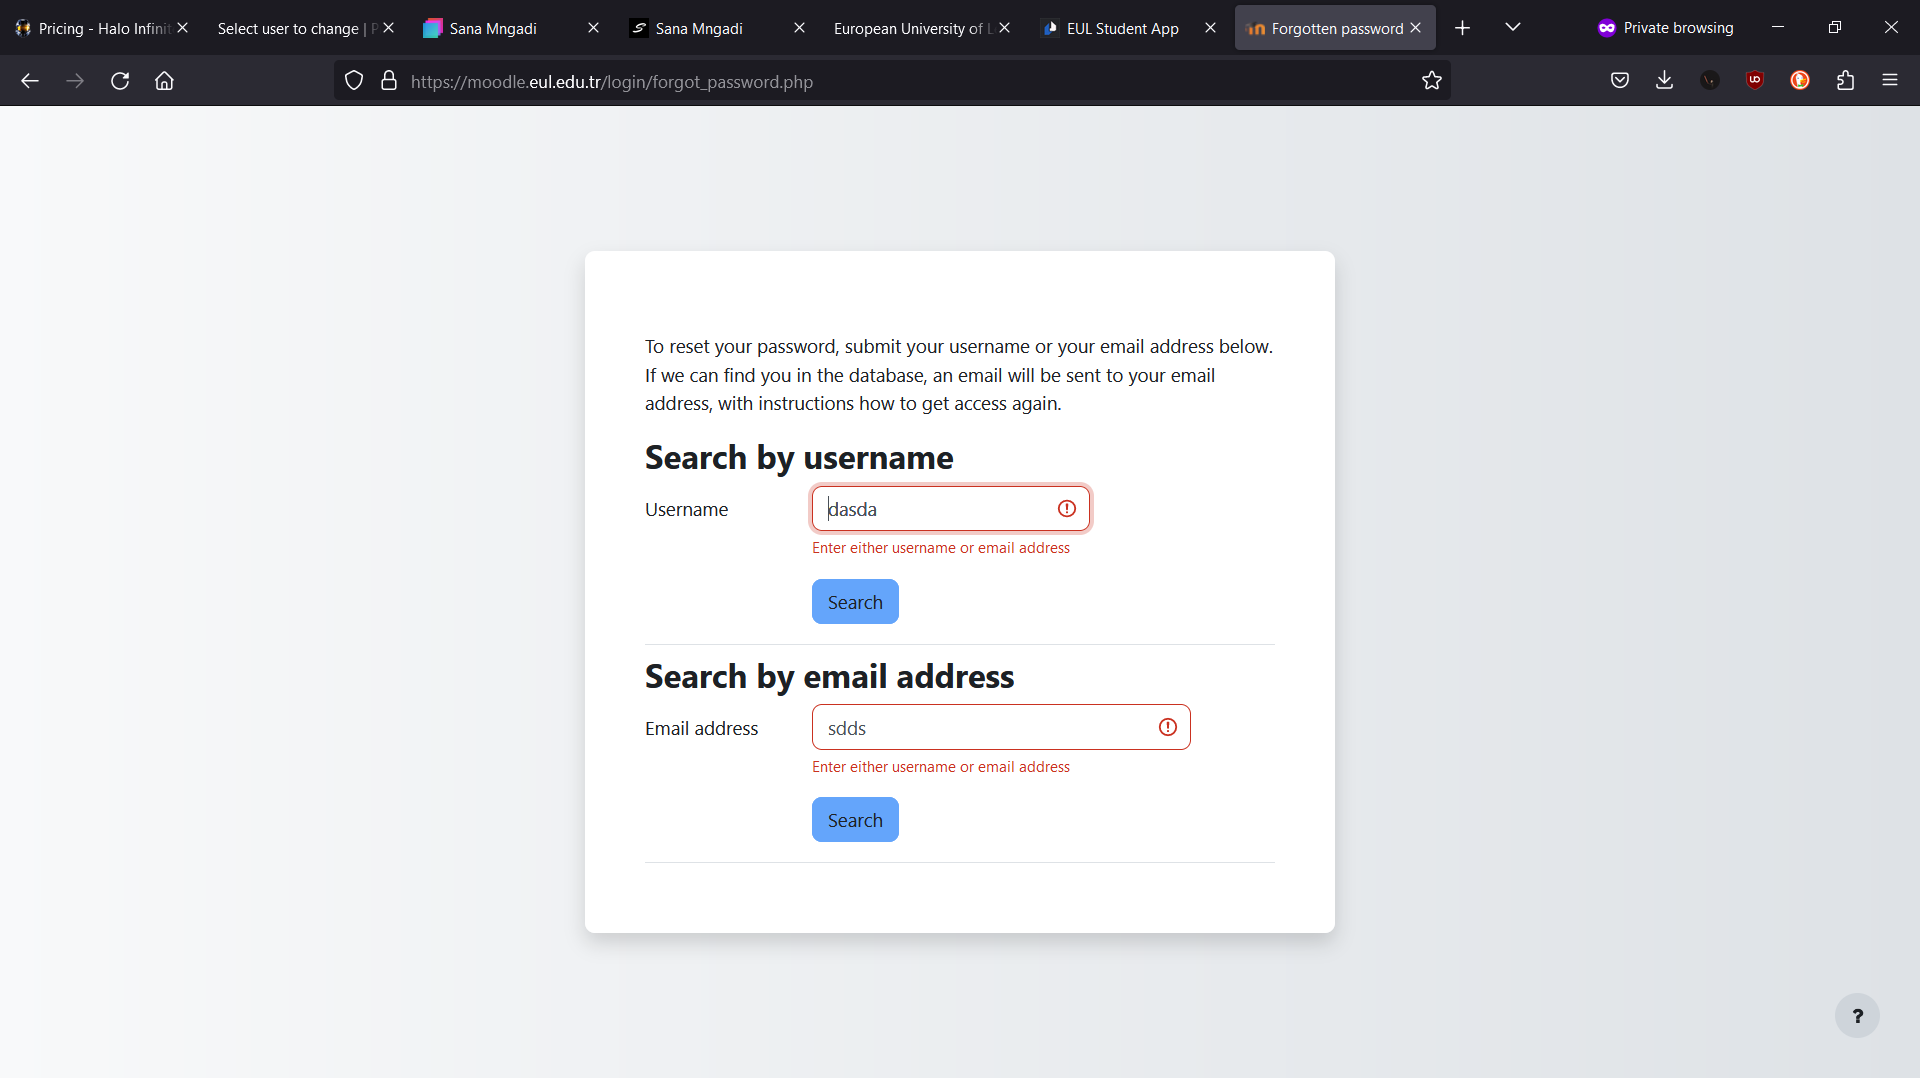 Pricing - Halo Infinit
Select user to change | P
Sana Mngadi
Sana Mngadi
European University of L
EUL Student App
Forgotten password
Private browsing
https://moodle.eul.edu.tr/login/forgot_password.php
To reset your password, submit your username or your email address below.
If we can find you in the database, an email will be sent to your email
address, with instructions how to get access again.
Search by username
Username
dasda
Enter either username or email address
Search
Search by email address
Email address
sdds
Enter either username or email address
Search
?